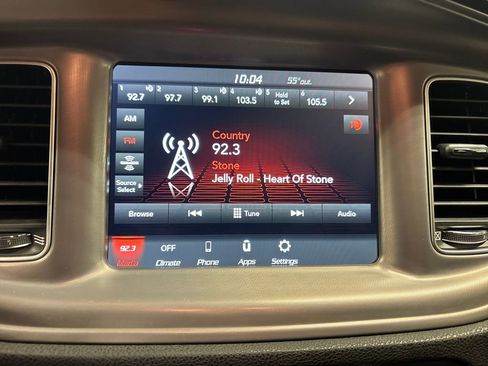 10:04 55°out
1 2 3 4 5 6
92.7 97.7 99.1 103.5 Hold to Set 105.5
AM
FM
Source
Select
Country
92.3
Stone
Jelly Roll - Heart Of Stone
Browse Tune Audio
92.3 OFF
Media Climate Phone Apps Settings